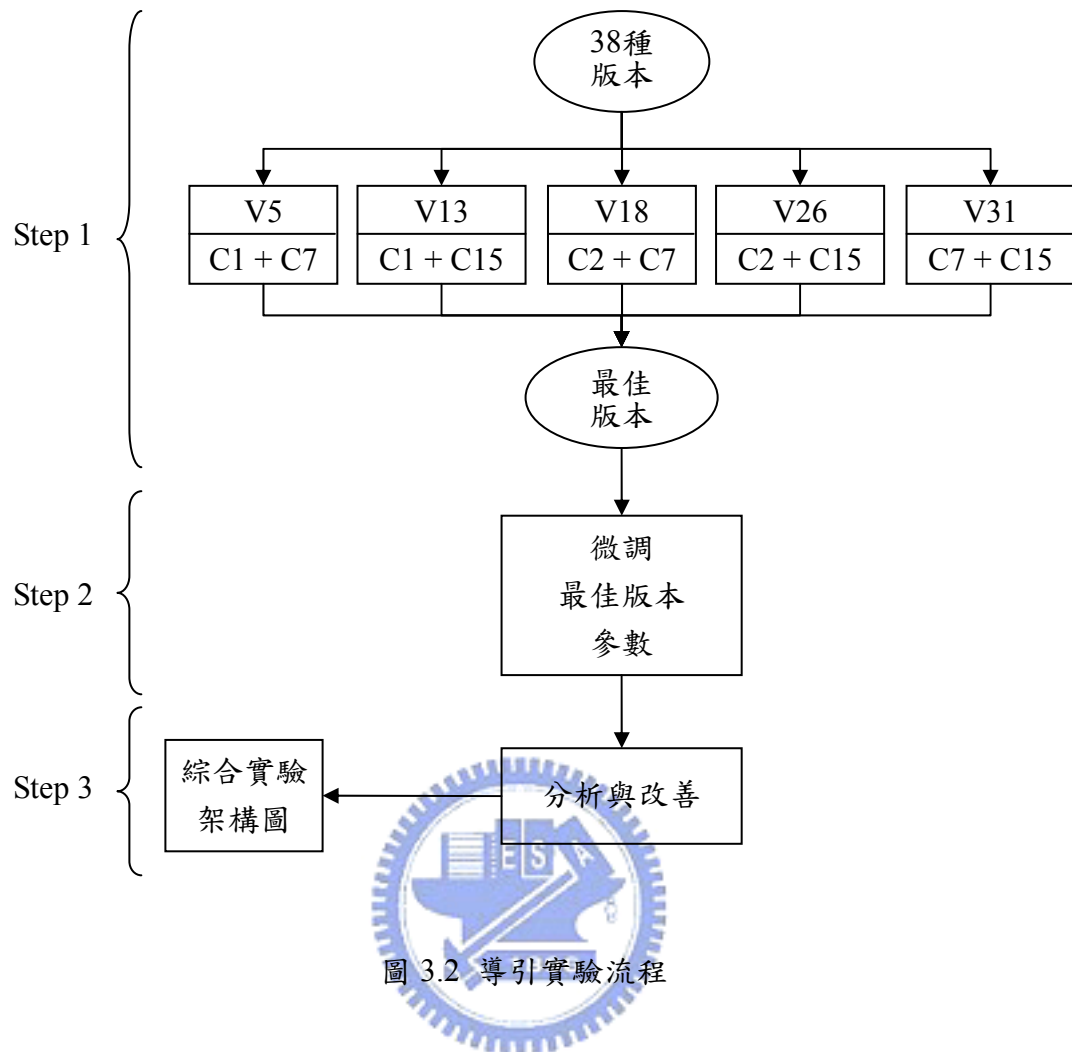 38種
版本
Step 1
V5
V13
V18
V26
V31
C1 + C7
C1 + C15
C2 + C7
C2 + C15
C7 + C15
最佳
版本
Step 2
微調
最佳版本
參數
Step 3
綜合實驗
架構圖
分析與改善
E S A
圖 3.2 導引實驗流程